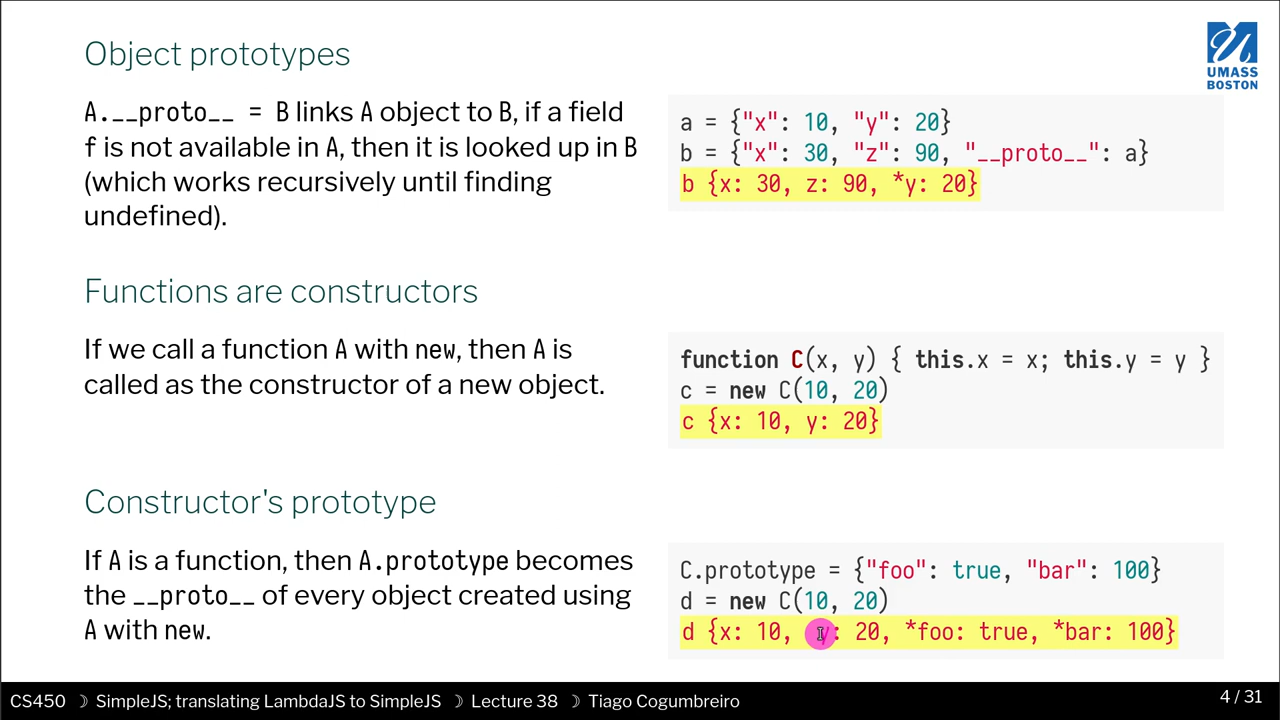 Object prototypes
UMASS
BOSTON
A.__proto__ = B links A object to B, if a field
f is not available in A, then it is looked up in B
(which works recursively until finding
undefined).
a = {"x": 10, "y": 20}
b = {"x": 30, "z": 90, "__proto__": a}
b {x: 30, z: 90, *y: 20}
Functions are constructors
If we call a function A with new, then A is
called as the constructor of a new object.
function C(x, y) { this.x = x; this.y = y }
c = new C(10, 20)
c {x: 10, y: 20}
Constructor's prototype
If A is a function, then A.prototype becomes
the __proto__ of every object created using
A with new.
C.prototype = {"foo": true, "bar": 100}
d = new C(10, 20)
d {x: 10, y: 20, *foo: true, *bar: 100}
CS450 ☽ SimpleJS; translating LambdaJS to SimpleJS ☽ Lecture 38 ☽ Tiago Cogumbreiro
4 / 31